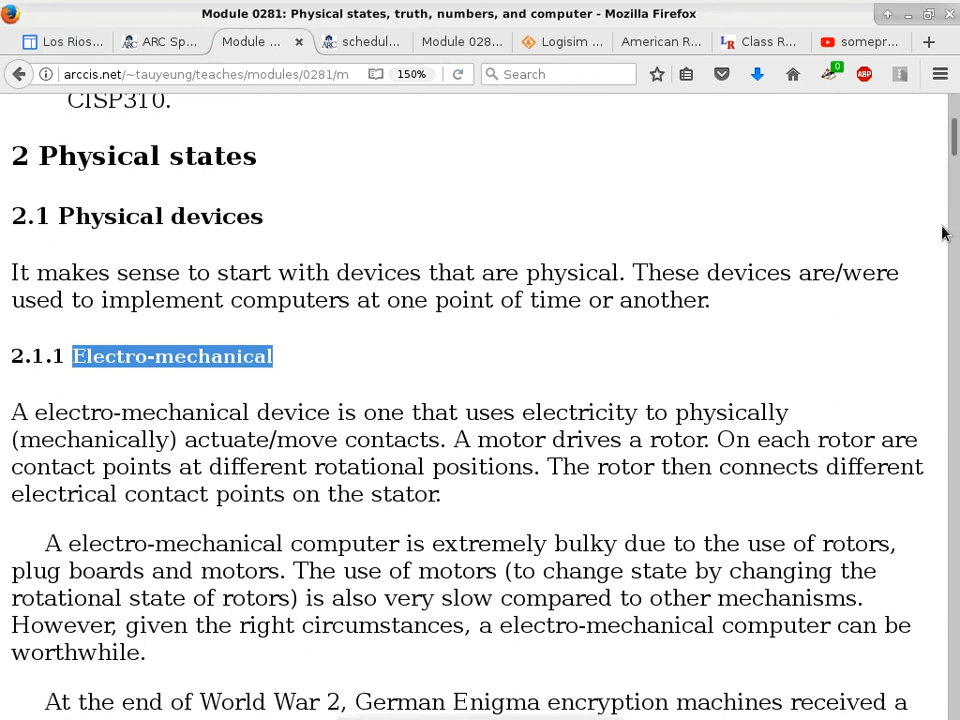 Module 0281: Physical states, truth, numbers, and computer - Mozilla Firefox
Los Rios... ARC Sp... Module ... schedul... Module 028... Logisim ... American R... Class R... somepr...
arccis.net/~tauyeung/teaches/modules/0281/m 150% Search 0 ABP
CISP310.
2 Physical states
2.1 Physical devices
It makes sense to start with devices that are physical. These devices are/were
used to implement computers at one point of time or another.
2.1.1 Electro-mechanical
A electro-mechanical device is one that uses electricity to physically
(mechanically) actuate/move contacts. A motor drives a rotor. On each rotor are
contact points at different rotational positions. The rotor then connects different
electrical contact points on the stator.
A electro-mechanical computer is extremely bulky due to the use of rotors,
plug boards and motors. The use of motors (to change state by changing the
rotational state of rotors) is also very slow compared to other mechanisms.
However, given the right circumstances, a electro-mechanical computer can be
worthwhile.
At the end of World War 2, German Enigma encryption machines received a